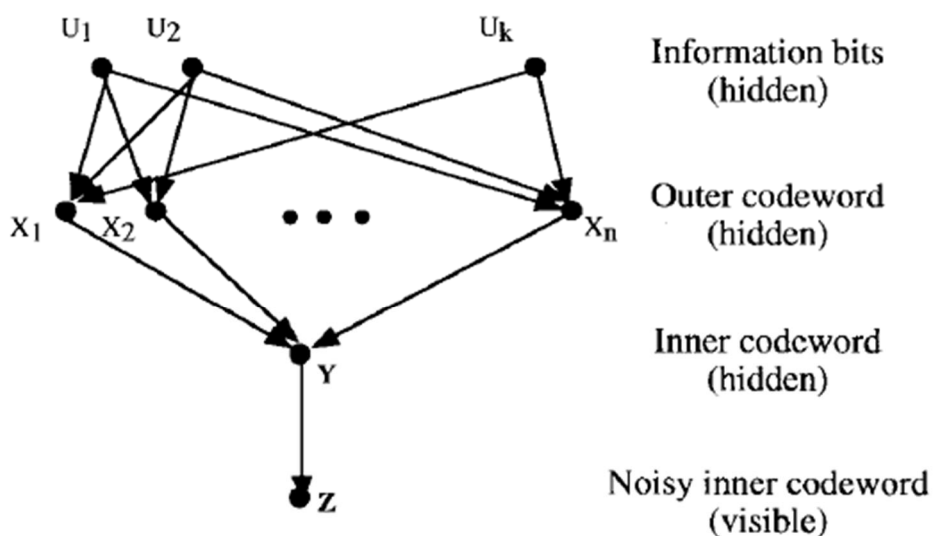 U1 U2 Uk
Information bits
(hidden)
Outer codeword
(hidden)
X1 X2 Xn
Inner codeword
(hidden)
Y
Noisy inner codeword
Z
(visible)